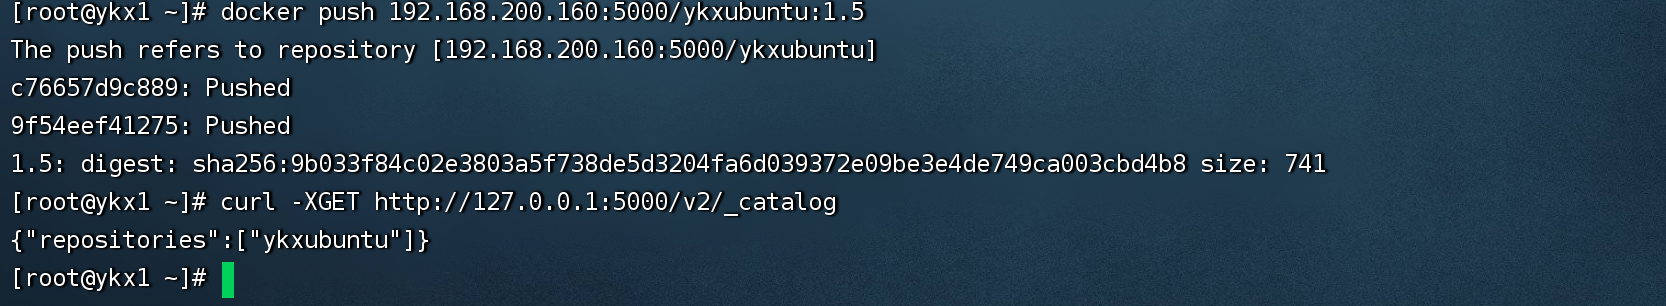 [root@ykx1 ~]# docker push 192.168.200.160:5000/ykxubuntu:1.5
The push refers to repository [192.168.200.160:5000/ykxubuntu]
c76657d9c889: Pushed
9f54eef41275: Pushed
1.5: digest: sha256:9b033f84c02e3803a5f738de5d3204fa6d039372e09be3e4de749ca003cbd4b8 size: 741
[root@ykx1 ~]# curl -XGET http://127.0.0.1:5000/v2/_catalog
{"repositories":["ykxubuntu"]}
[root@ykx1 ~]#